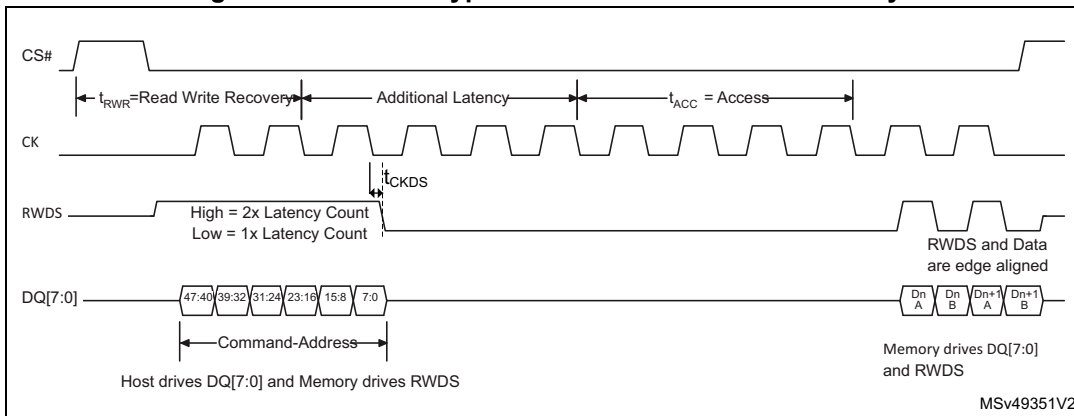 CS#
tRWR=Read Write Recovery
Additional Latency
tACC = Access
CK
tCKDS
RWDS
High = 2x Latency Count
Low = 1x Latency Count
RWDS and Data
are edge aligned
DQ[7:0]
47:40 39:32 31:24 23:16 15:8 7:0
Dn Dn Dn+1 Dn+1
A B A B
Command-Address
Memory drives DQ[7:0]
and RWDS
Host drives DQ[7:0] and Memory drives RWDS
MSv49351V2